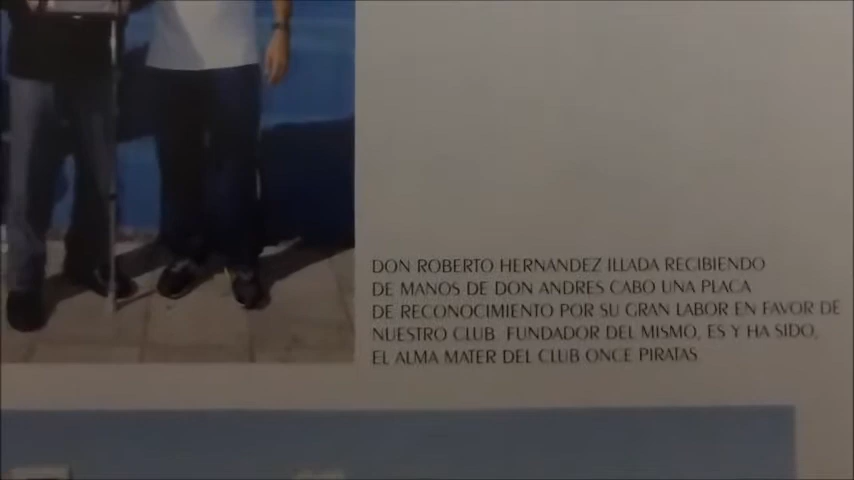 DON ROBERTO HERNANDEZ ILLADA RECIBIENDO
DE MANOS DE DON ANDRES CABO UNA PLACA
DE RECONOCIMIENTO POR SU GRAN LABOR EN FAVOR DE
NUESTRO CLUB FUNDADOR DEL MISMO, ES Y HA SIDO,
EL ALMA MATER DEL CLUB ONCE PIRATAS